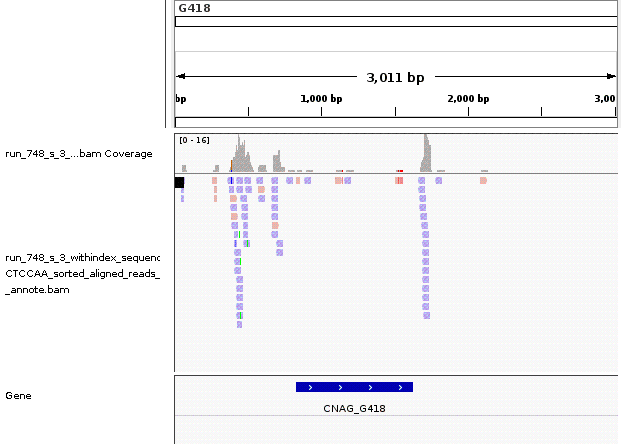 G418
3,011 bp
bp
1,000 bp
2,000 bp
3,00
[0 - 16]
run_748_s_3_...bam Coverage
run_748_s_3_withindex_sequenc
CTCCAA_sorted_aligned_reads_
_annote.bam
Gene
CNAG_G418